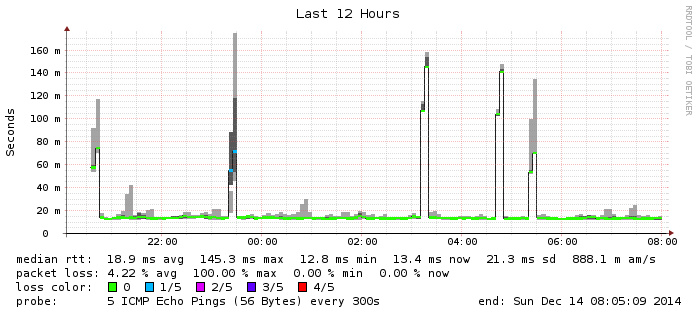 Last 12 Hours
RRDTOOL / TOBI OETIKER
Seconds
160 m
140 m
120 m
100 m
80 m
60 m
40 m
20 m
0
22:00 00:00 02:00 04:00 06:00 08:00
median rtt: 18.9 ms avg 145.3 ms max 12.8 ms min 13.4 ms now 21.3 ms sd 888.1 m am/s
packet loss: 4.22 % avg 100.00 % max 0.00 % min 0.00 % now
loss color: 0 1/5 2/5 3/5 4/5
probe: 5 ICMP Echo Pings (56 Bytes) every 300s end: Sun Dec 14 08:05:09 2014